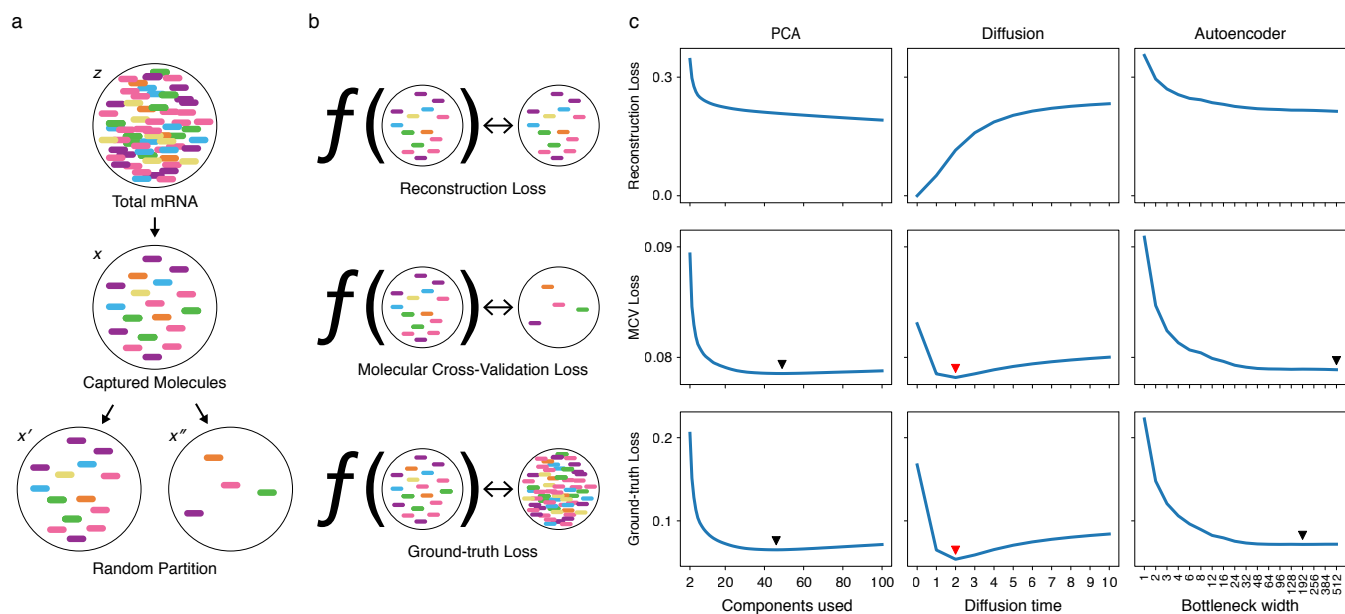 a
z
Total mRNA
x
Captured Molecules
x′
x″
Random Partition
b
f( ) ↔
Reconstruction Loss
f( ) ↔
Molecular Cross-Validation Loss
f( ) ↔
Ground-truth Loss
c
PCA
Diffusion
Autoencoder
Reconstruction Loss
0.3
0.0
MCV Loss
0.09
0.08
Ground-truth Loss
0.2
0.1
2 20 40 60 80 100
Components used
0 1 2 3 4 5 6 7 8 9 10
Diffusion time
1 2 3 4 6 8 12 16 24 32 48 64 96 128 192 256 384 512
Bottleneck width